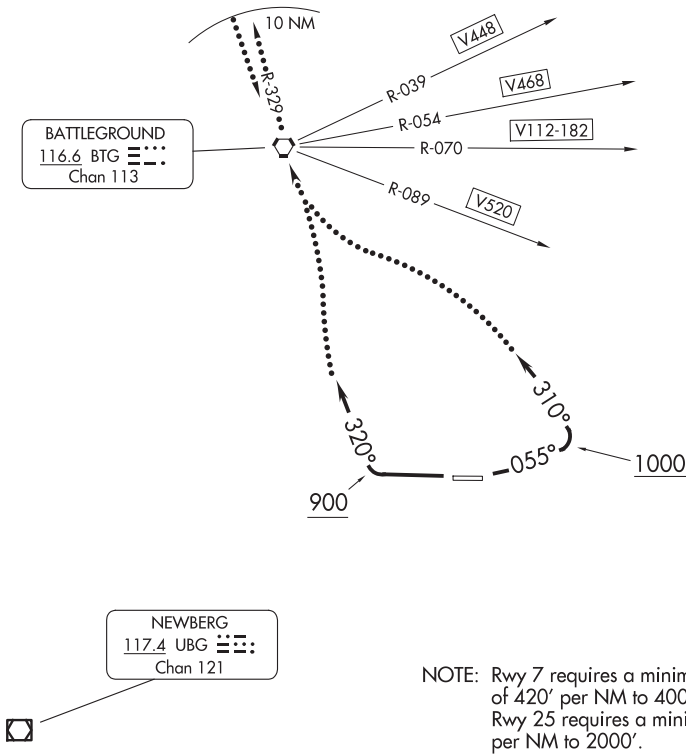 10 NM
V448
R-329
R-039
V468
R-054
BATTLEGROUND
116.6 BTG
Chan 113
V112-182
R-070
R-089
V520
310°
320°
055°
1000
900
NEWBERG
117.4 UBG
Chan 121
NOTE: Rwy 7 requires a minim
of 420' per NM to 400
Rwy 25 requires a mini
per NM to 2000'.